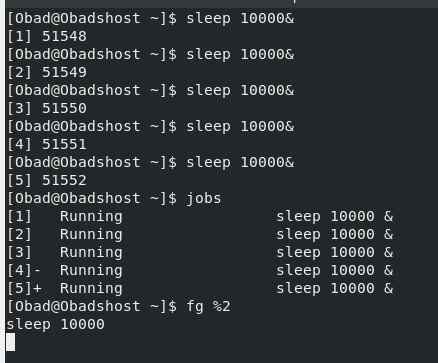 [Obad@Obadshost ~]$ sleep 10000&
[1] 51548
[Obad@Obadshost ~]$ sleep 10000&
[2] 51549
[Obad@Obadshost ~]$ sleep 10000&
[3] 51550
[Obad@Obadshost ~]$ sleep 10000&
[4] 51551
[Obad@Obadshost ~]$ sleep 10000&
[5] 51552
[Obad@Obadshost ~]$ jobs
[1]   Running                 sleep 10000 &
[2]   Running                 sleep 10000 &
[3]   Running                 sleep 10000 &
[4]-  Running                 sleep 10000 &
[5]+  Running                 sleep 10000 &
[Obad@Obadshost ~]$ fg %2
sleep 10000